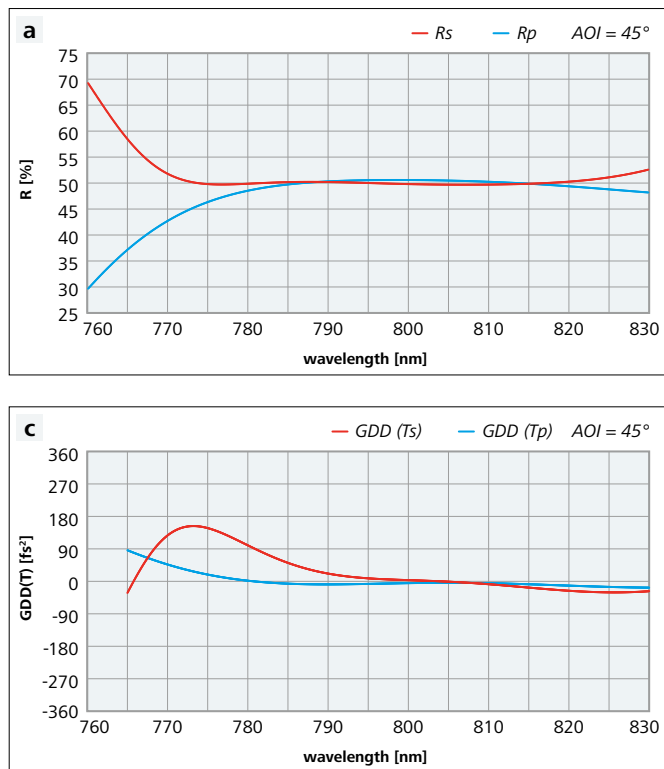 a
Rs Rp AOI = 45°
75
70
65
60
55
50
45
40
35
30
25
R [%]
760 770 780 790 800 810 820 830
wavelength [nm]
c
GDD (Ts) GDD (Tp) AOI = 45°
360
270
180
90
0
-90
-180
-270
-360
GDD(T) [fs²]
760 770 780 790 800 810 820 830
wavelength [nm]